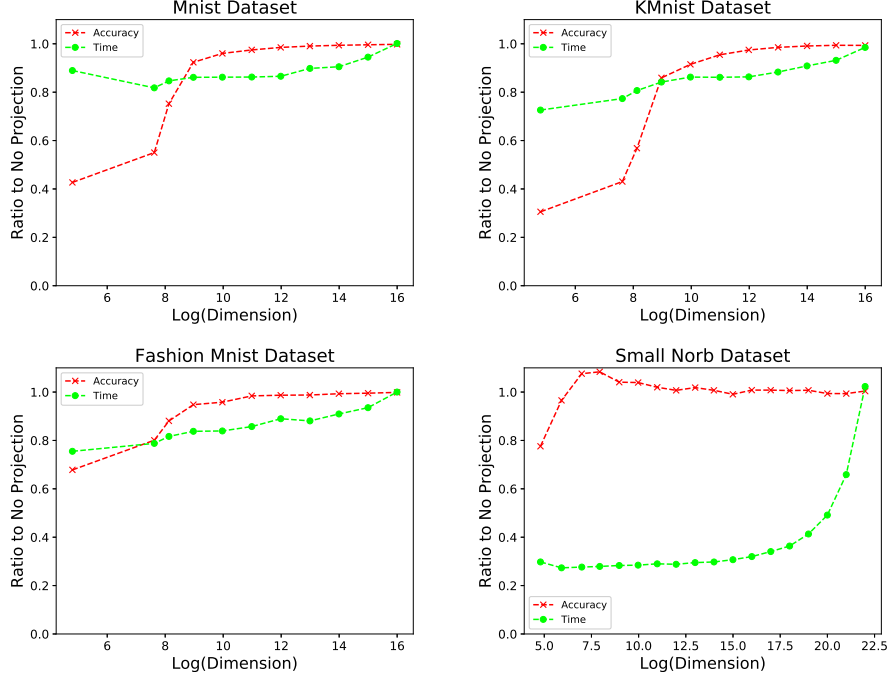 Mnist Dataset
1.0
0.8
0.6
0.4
0.2
0.0
Ratio to No Projection
Accuracy
Time
6 8 10 12 14 16
Log(Dimension)
KMnist Dataset
1.0
0.8
0.6
0.4
0.2
0.0
Ratio to No Projection
Accuracy
Time
6 8 10 12 14 16
Log(Dimension)
Fashion Mnist Dataset
1.0
0.8
0.6
0.4
0.2
0.0
Ratio to No Projection
Accuracy
Time
6 8 10 12 14 16
Log(Dimension)
Small Norb Dataset
1.0
0.8
0.6
0.4
0.2
0.0
Ratio to No Projection
Accuracy
Time
5.0 7.5 10.0 12.5 15.0 17.5 20.0 22.5
Log(Dimension)